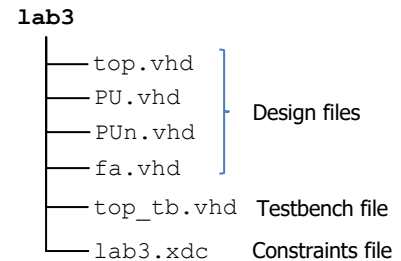 lab3
top.vhd
PU.vhd
PUn.vhd
fa.vhd
Design files
top_tb.vhd Testbench file
lab3.xdc Constraints file